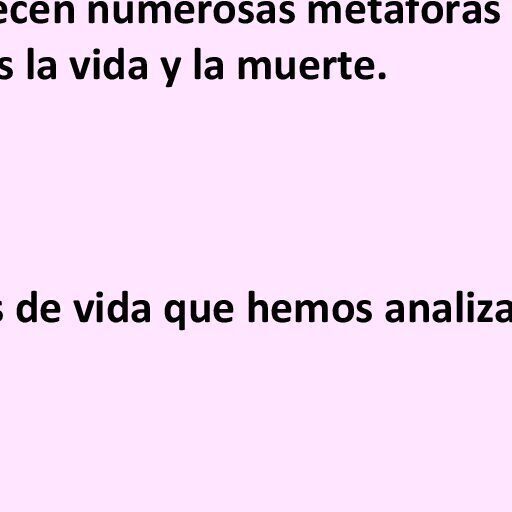 ecen numerosas metáforas
s la vida y la muerte.
s de vida que hemos analiza